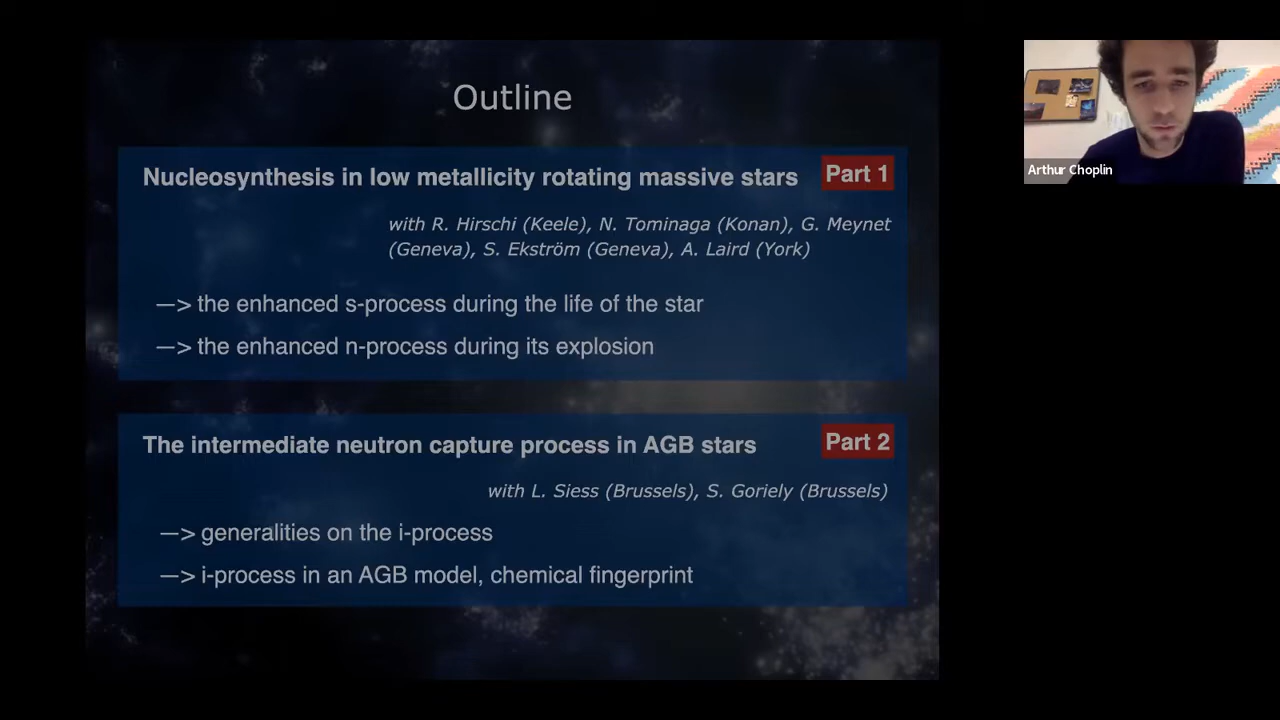 Outline
Nucleosynthesis in low metallicity rotating massive stars
Part 1
with R. Hirschi (Keele), N. Tominaga (Konan), G. Meynet
(Geneva), S. Ekström (Geneva), A. Laird (York)
—> the enhanced s-process during the life of the star
—> the enhanced n-process during its explosion
The intermediate neutron capture process in AGB stars
Part 2
with L. Siess (Brussels), S. Goriely (Brussels)
—> generalities on the i-process
—> i-process in an AGB model, chemical fingerprint
Arthur Choplin